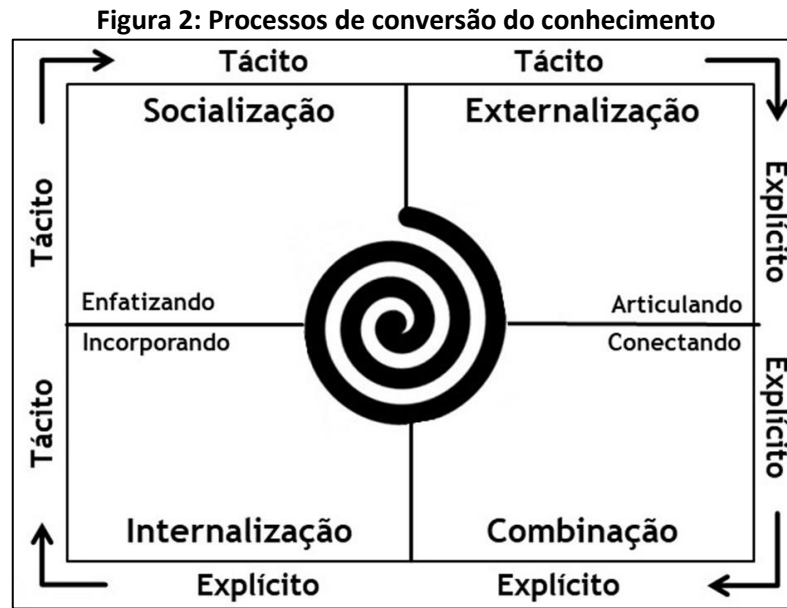 Figura 2: Processos de conversão do conhecimento
Tácito
Tácito
Socialização
Externalização
Tácito
Explícito
Enfatizando
Articulando
Incorporando
Conectando
Tácito
Explícito
Internalização
Combinação
Explícito
Explícito